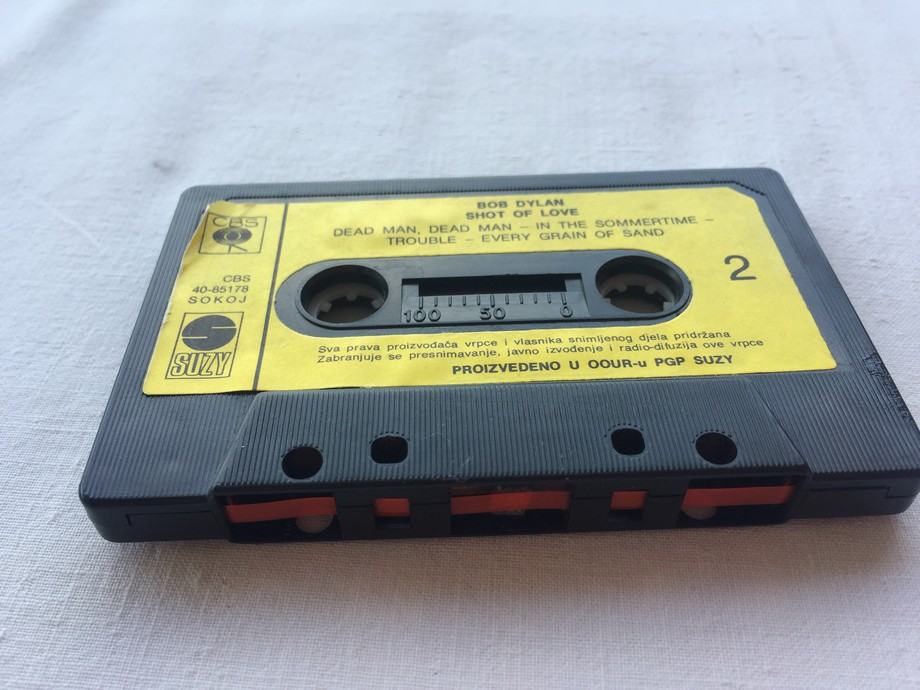 BOB DYLAN
SHOT OF LOVE
DEAD MAN, DEAD MAN – IN THE SOMMERTIME –
TROUBLE – EVERY GRAIN OF SAND
CBS
CBS
40-85178
SOKOJ
SUZY
2
100 50 0
Sva prava proizvođača vrpce i vlasnika snimljenog djela pridržana
Zabranjuje se presnimavanje, javno izvođenje i radio-difuzija ove vrpce
PROIZVEDENO U OOUR-u PGP SUZY